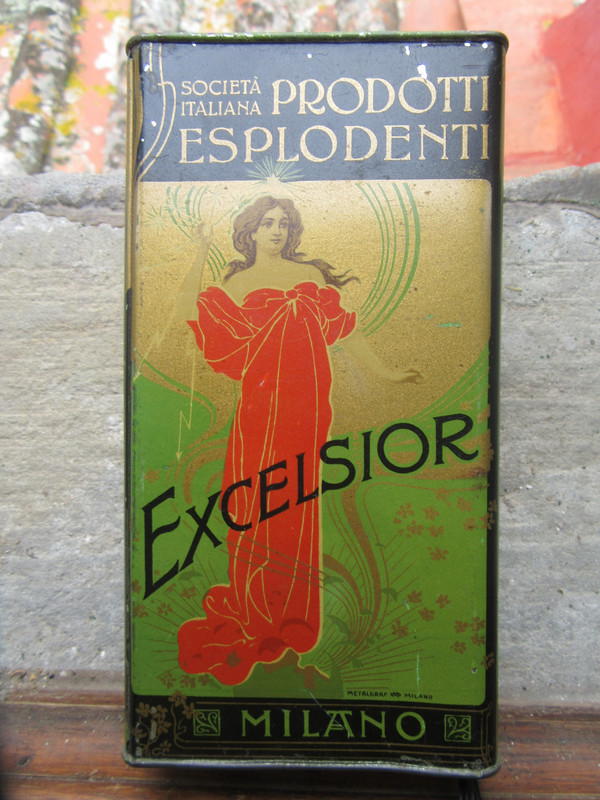 SOCIETÀ
ITALIANA PRODOTTI
ESPLODENTI
EXCELSIOR
METALGRAF MILANO
MILANO